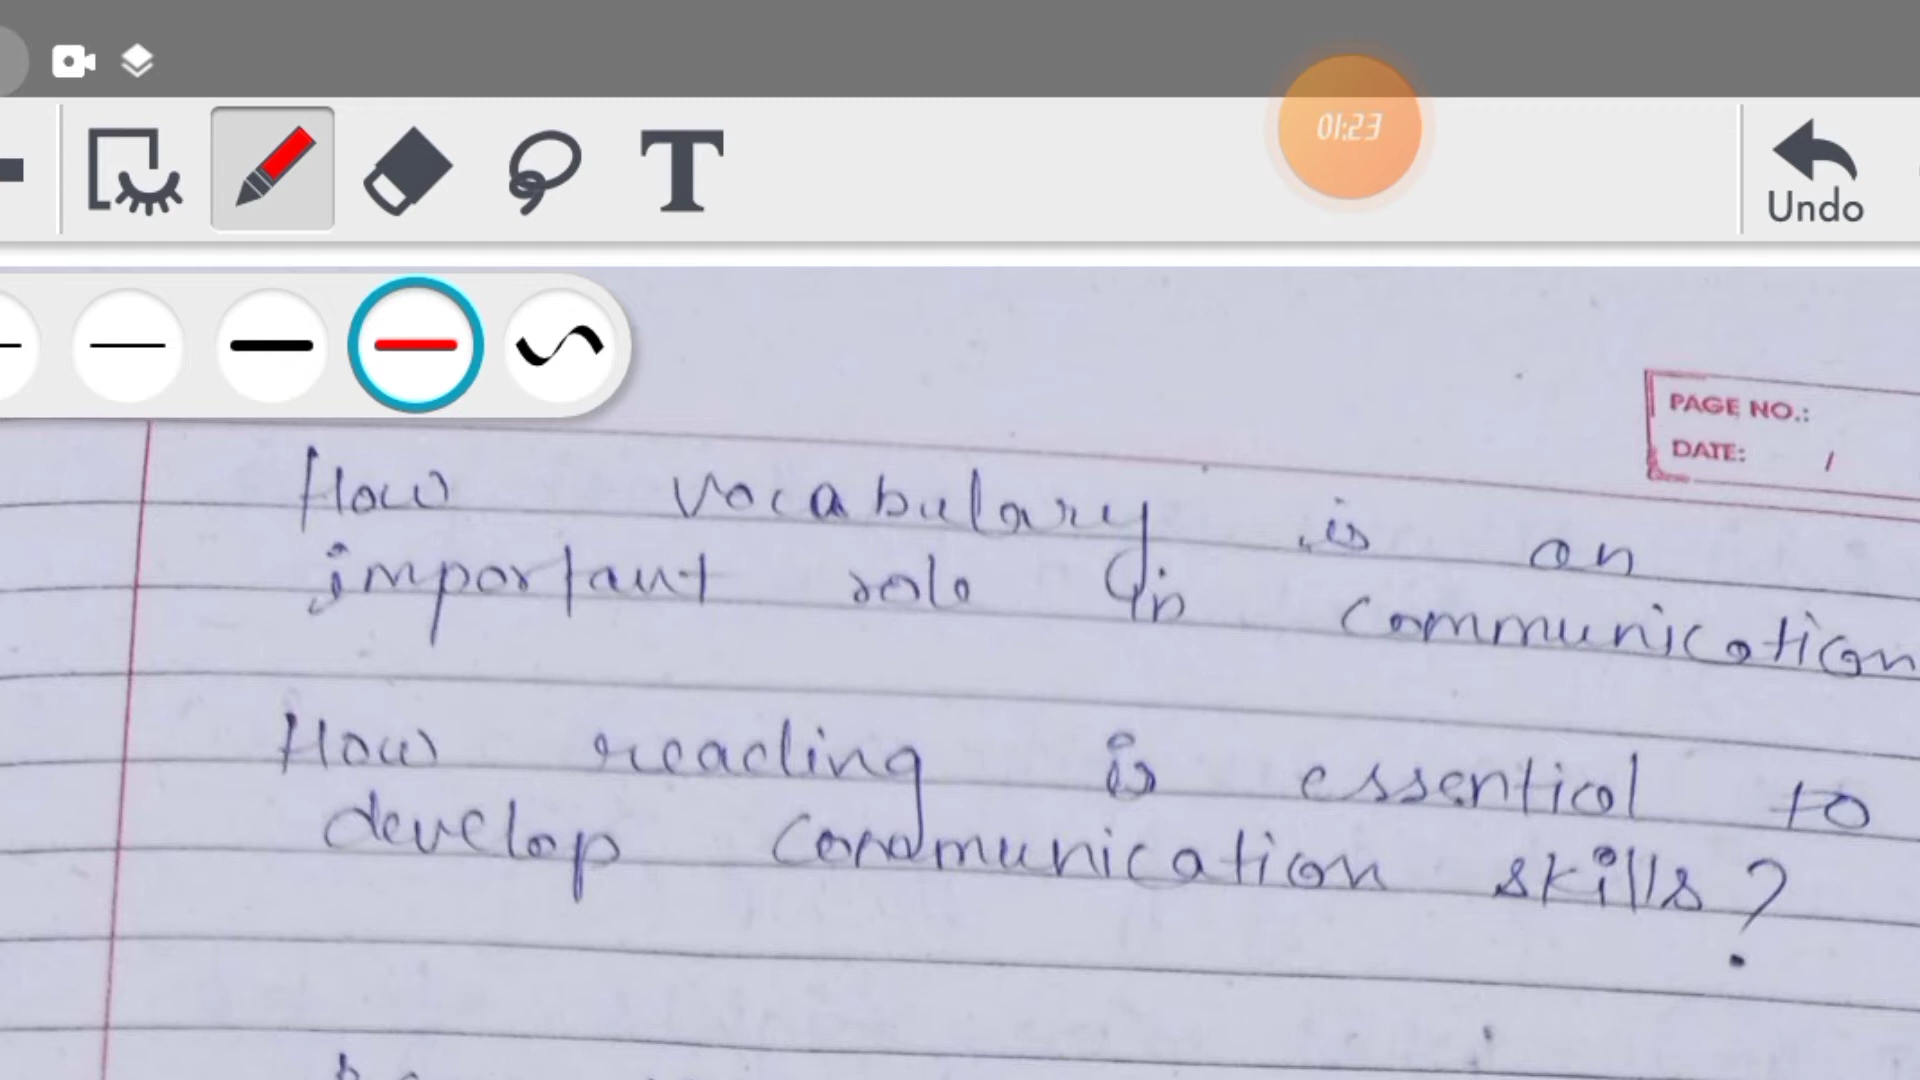 01:23
Undo
PAGE NO.:
DATE: /
How vocabulary is an
important role in communication
How reading is essential to
develop communication skills?